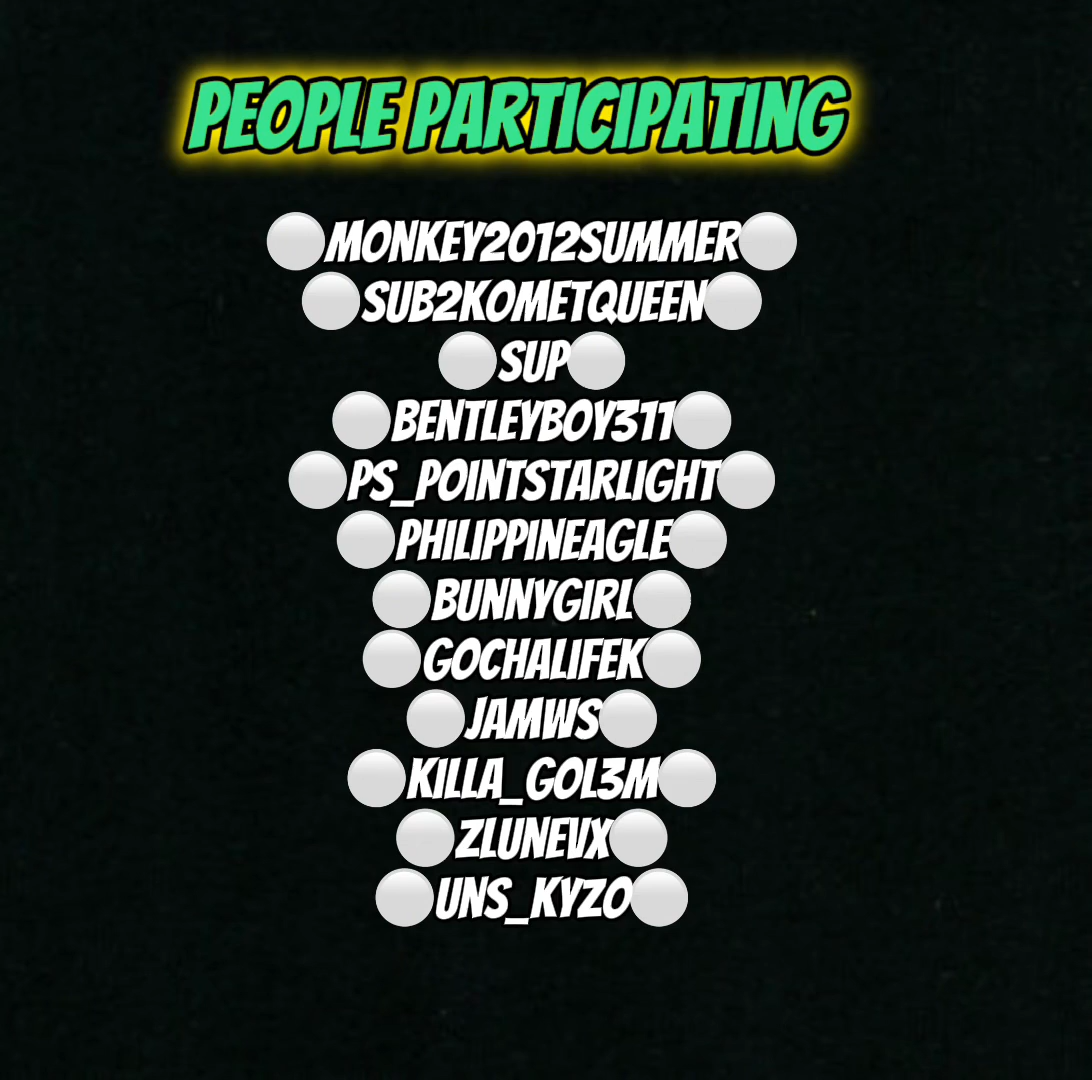 PEOPLE PARTICIPATING
⚪MONKEY2012SUMMER⚪
⚪SUB2KOMETQUEEN⚪
⚪SUP⚪
⚪BENTLEYBOY311⚪
⚪PS_POINTSTARLIGHT⚪
⚪PHILIPPINEAGLE⚪
⚪BUNNYGIRL⚪
⚪GOCHALIFEK⚪
⚪JAMWS⚪
⚪KILLA_GOL3M⚪
⚪ZLUNEVX⚪
⚪UNS_KYZO⚪